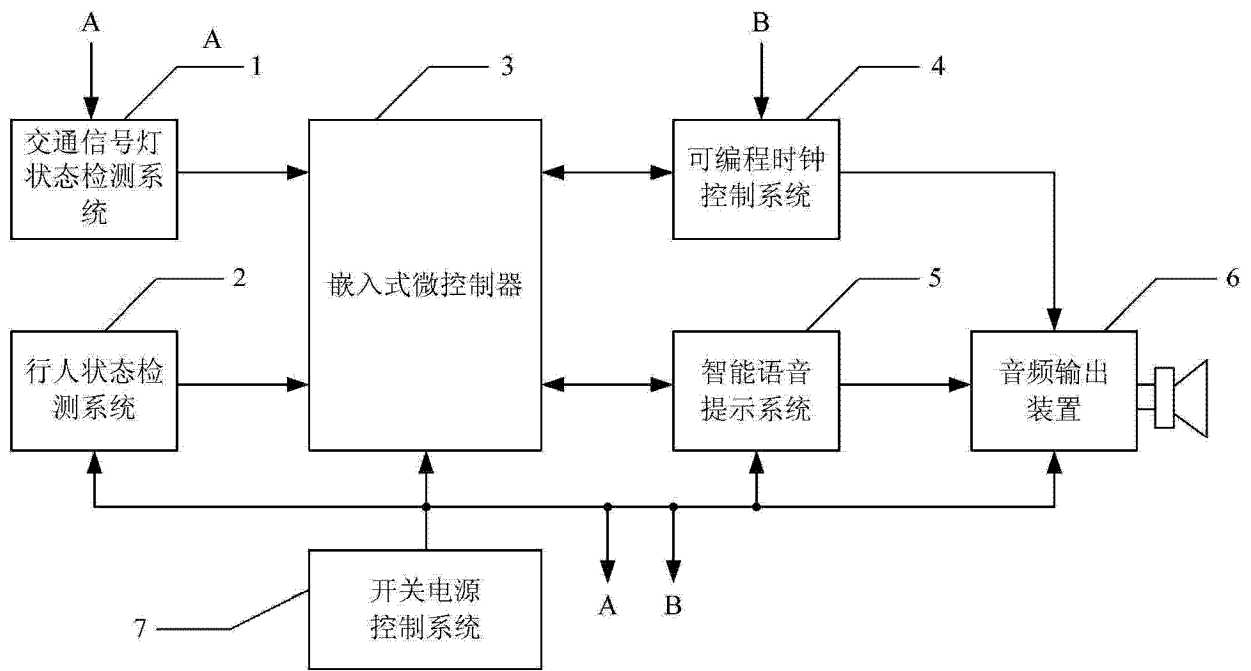 A
A
1
3
B
4
交通信号灯
状态检测系
统
可编程时钟
控制系统
2
嵌入式微控制器
5
6
行人状态检
测系统
智能语音
提示系统
音频输出
装置
7
开关电源
控制系统
A
B